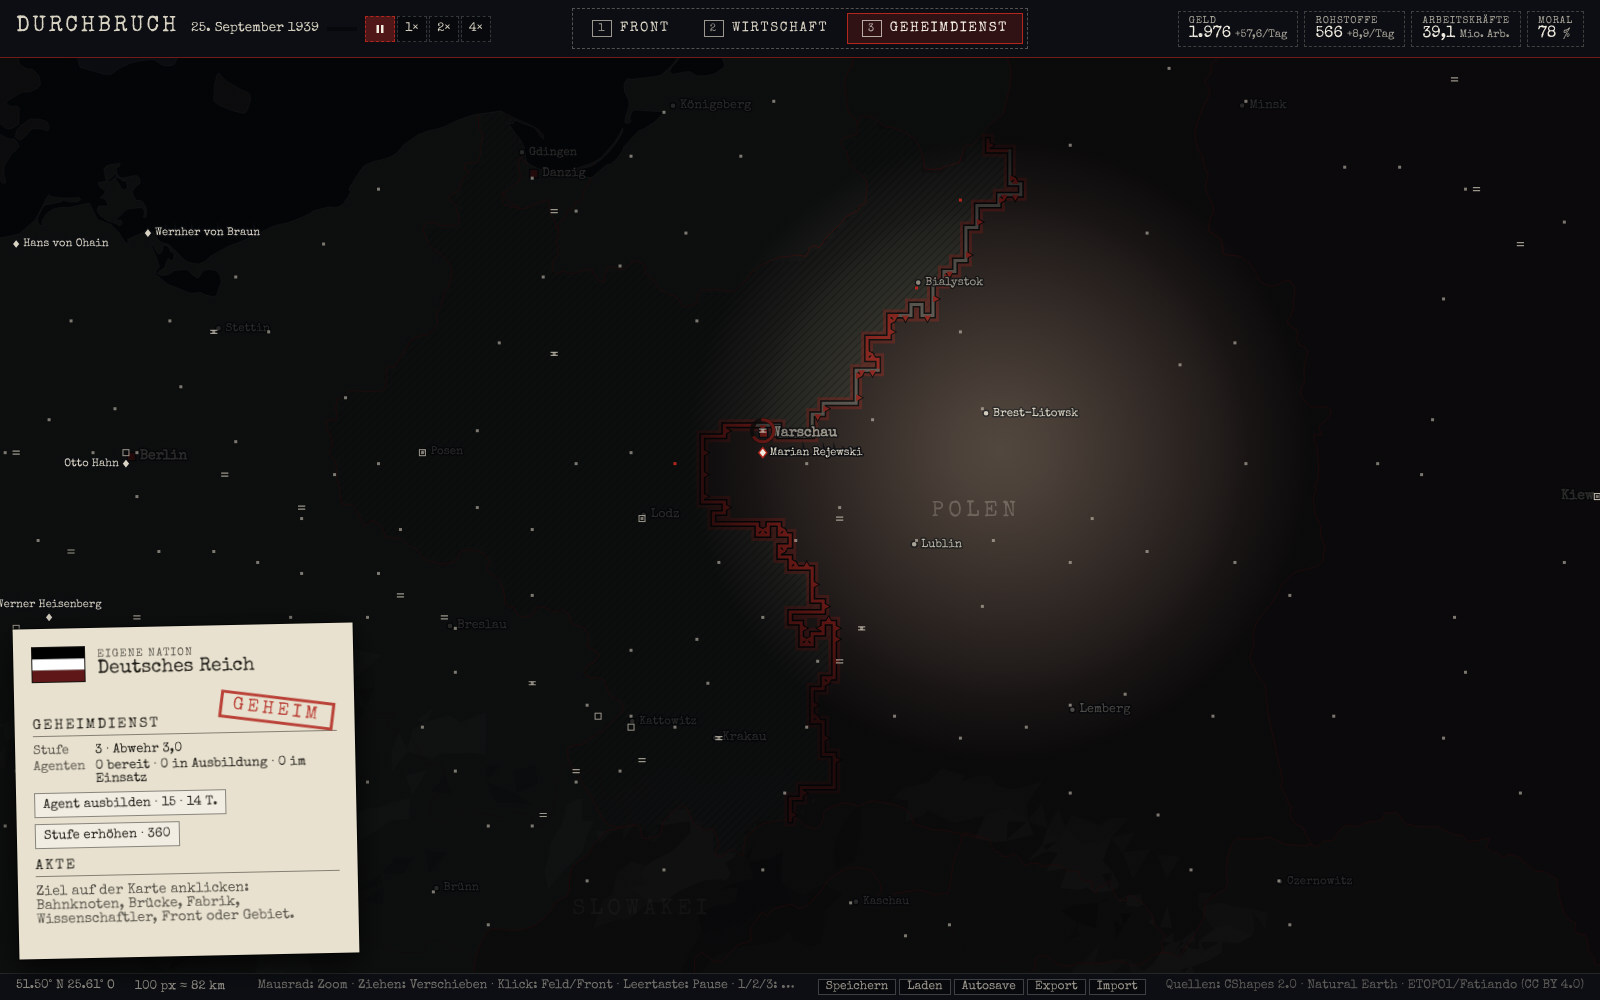 DURCHBRUCH
25. September 1939
1×
2×
4×
1 FRONT
2 WIRTSCHAFT
3 GEHEIMDIENST
GELD
1.976 +57,6/Tag
ROHSTOFFE
566 +8,9/Tag
ARBEITSKRÄFTE
39,1 Mio. Arb.
MORAL
78 %
Königsberg
Minsk
Gdingen
Danzig
Hans von Ohain
Wernher von Braun
Bialystok
Stettin
Brest-Litowsk
Warschau
Marian Rejewski
Posen
Berlin
Otto Hahn
Kiew
POLEN
Lodz
Lublin
Werner Heisenberg
Breslau
Lemberg
Kattowitz
Krakau
Czernowitz
Brünn
Kaschau
SLOWAKEI
EIGENE NATION
Deutsches Reich
GEHEIM
GEHEIMDIENST
Stufe 3 · Abwehr 3,0
Agenten 0 bereit · 0 in Ausbildung · 0 im
Einsatz
Agent ausbilden · 15 · 14 T.
Stufe erhöhen · 360
AKTE
Ziel auf der Karte anklicken:
Bahnknoten, Brücke, Fabrik,
Wissenschaftler, Front oder Gebiet.
51.50° N 25.61° O
100 px ≈ 82 km
Mausrad: Zoom · Ziehen: Verschieben · Klick: Feld/Front · Leertaste: Pause · 1/2/3: ...
Speichern
Laden
Autosave
Export
Import
Quellen: CShapes 2.0 · Natural Earth · ETOPO1/Fatiando (CC BY 4.0)